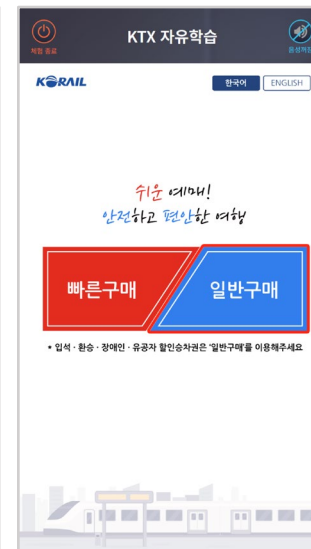 KTX 자유학습
체험 종료
음성꺼짐
KORAIL
한국어
ENGLISH
쉬운 예매!
안전하고 편안한 여행
빠른구매
일반구매
* 입석 · 환승 · 장애인 · 유공자 할인승차권은 '일반구매'를 이용해주세요